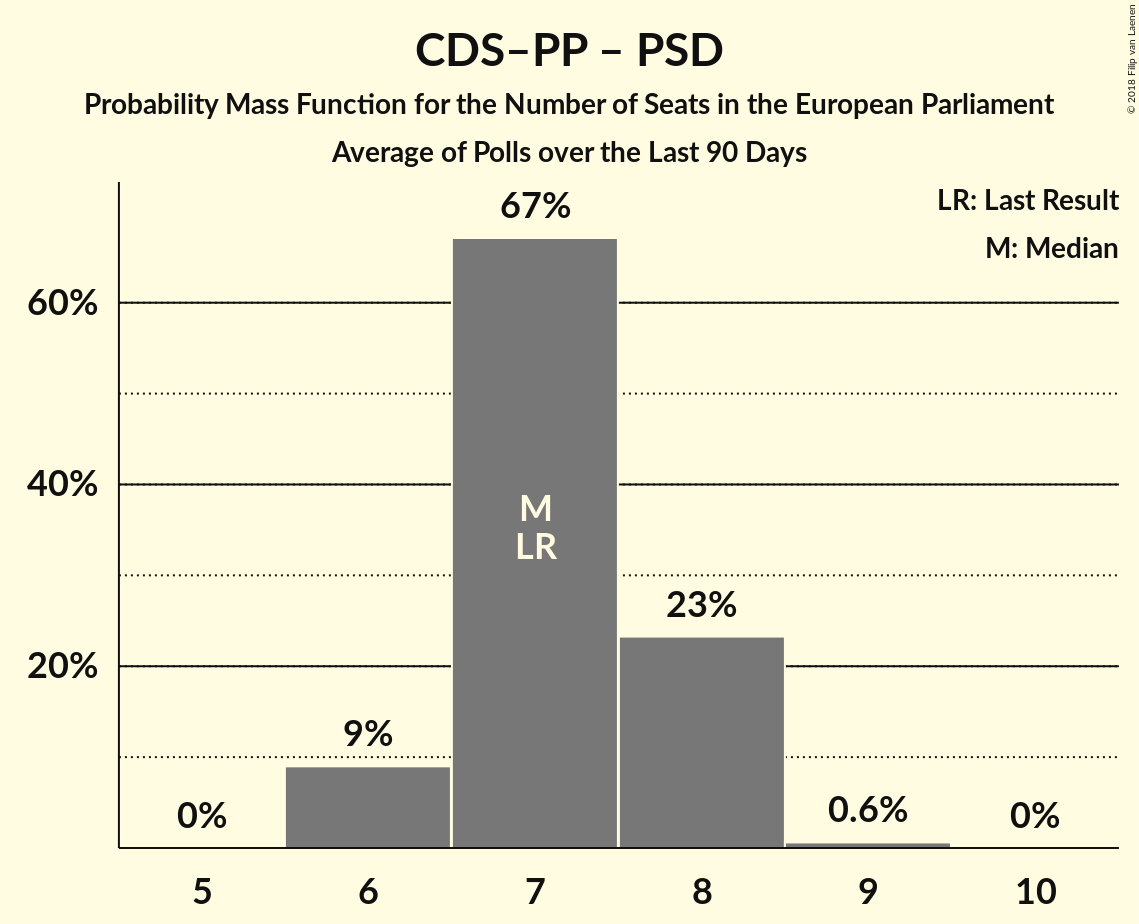 CDS–PP – PSD
Probability Mass Function for the Number of Seats in the European Parliament
Average of Polls over the Last 90 Days
© 2018 Filip van Laenen
LR: Last Result
M: Median
67%
60%
40%
M
LR
23%
20%
9%
0%
0.6%
0%
5 6 7 8 9 10